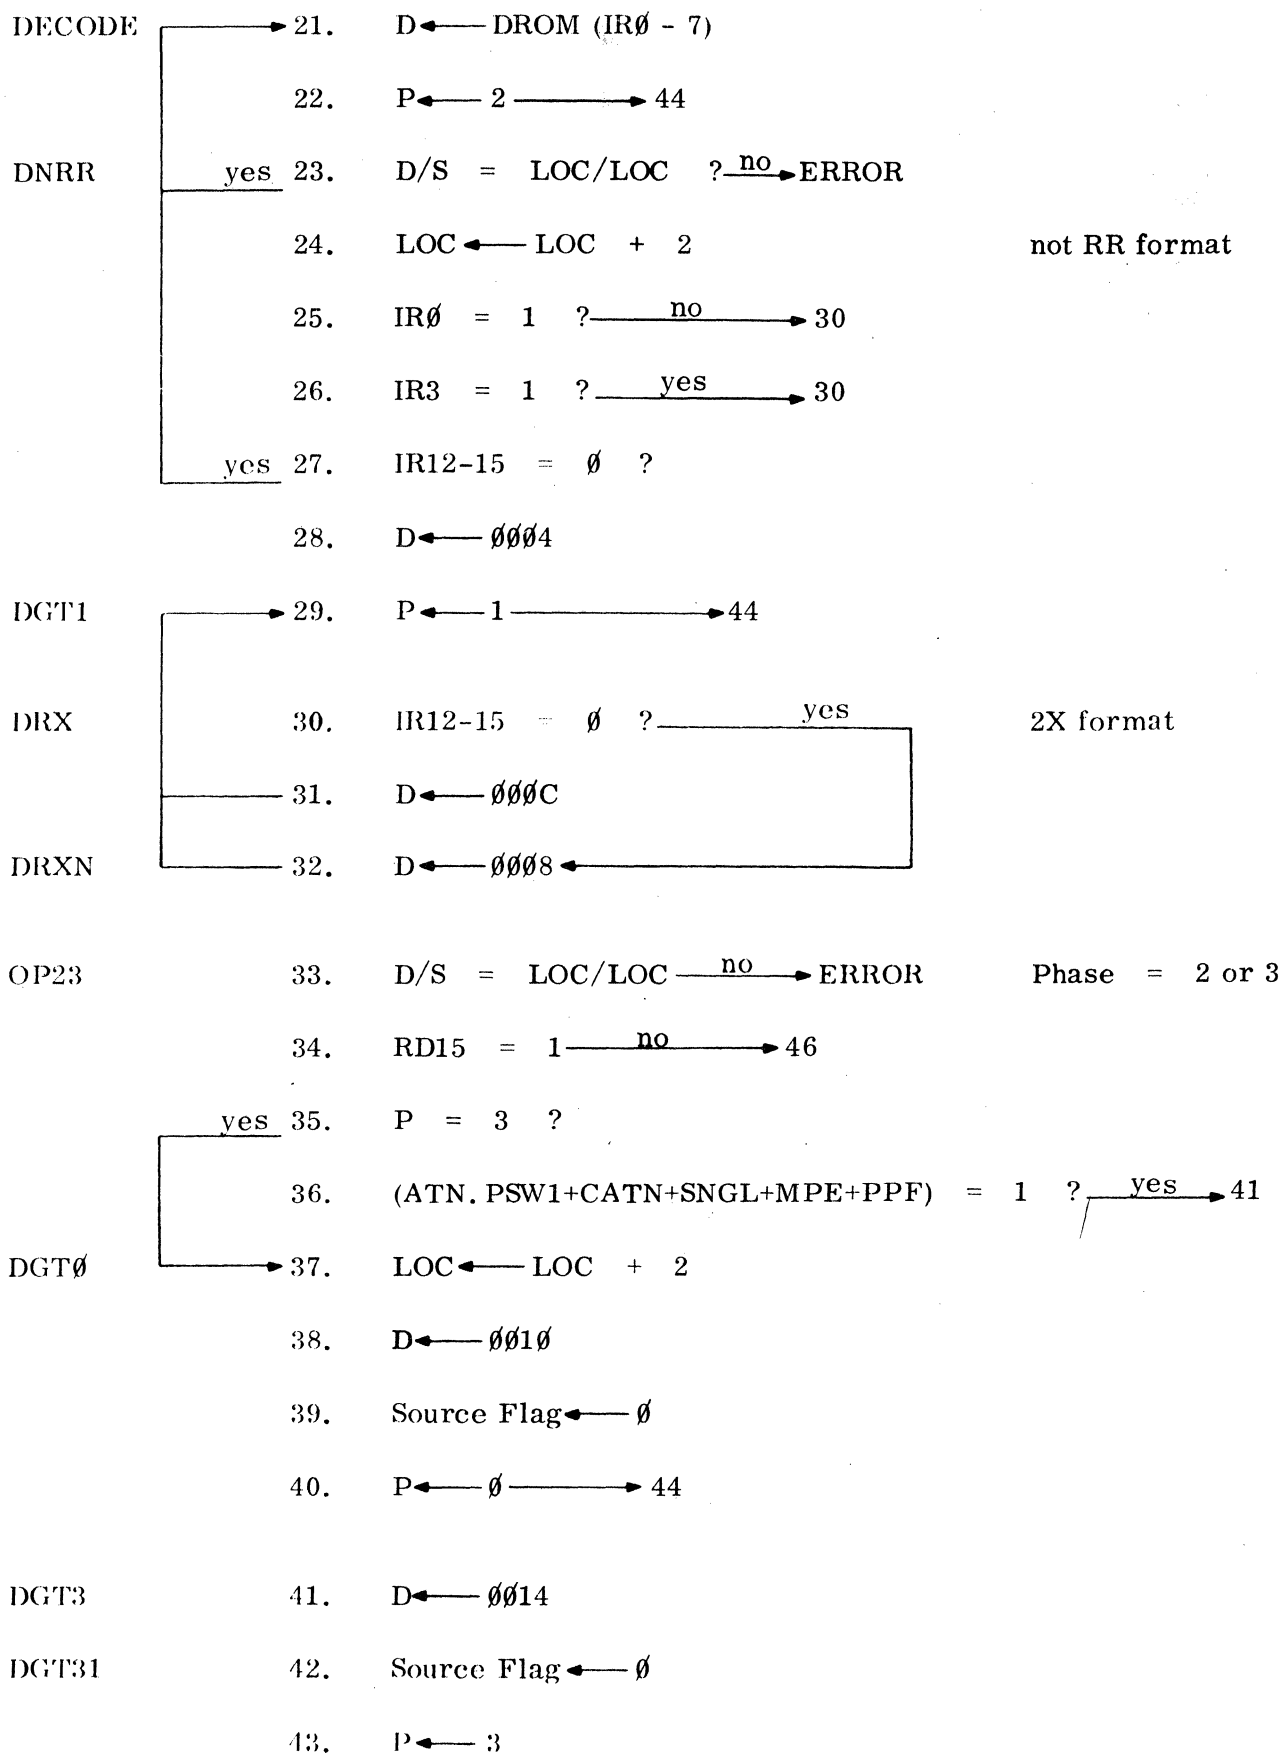 DECODE 21. D DROM (IRØ - 7)
22. P 2 44
DNRR yes 23. D/S = LOC/LOC ? no ERROR
24. LOC LOC + 2 not RR format
25. IRØ = 1 ? no 30
26. IR3 = 1 ? yes 30
yes 27. IR12-15 = Ø ?
28. D ØØØ4
DGT1 29. P 1 44
DRX 30. IR12-15 = Ø ? yes 2X format
31. D ØØØC
DRXN 32. D ØØØ8
OP23 33. D/S = LOC/LOC no ERROR Phase = 2 or 3
34. RD15 = 1 no 46
yes 35. P = 3 ?
36. (ATN. PSW1+CATN+SNGL+MPE+PPF) = 1 ? yes 41
DGTØ 37. LOC LOC + 2
38. D ØØ1Ø
39. Source Flag Ø
40. P Ø 44
DGT3 41. D ØØ14
DGT31 42. Source Flag Ø
43. P 3